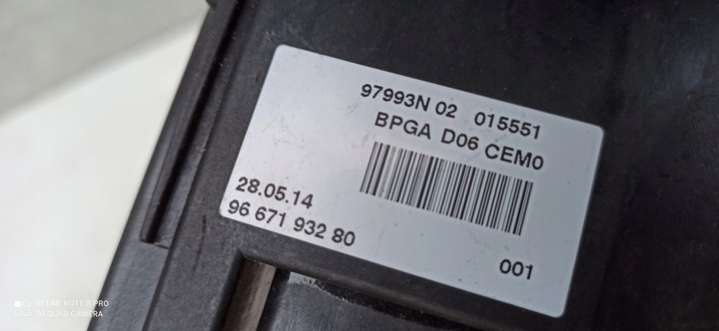 97993N 02 015551
BPGA D06 CEM0
28.05.14
96 671 932 80
001